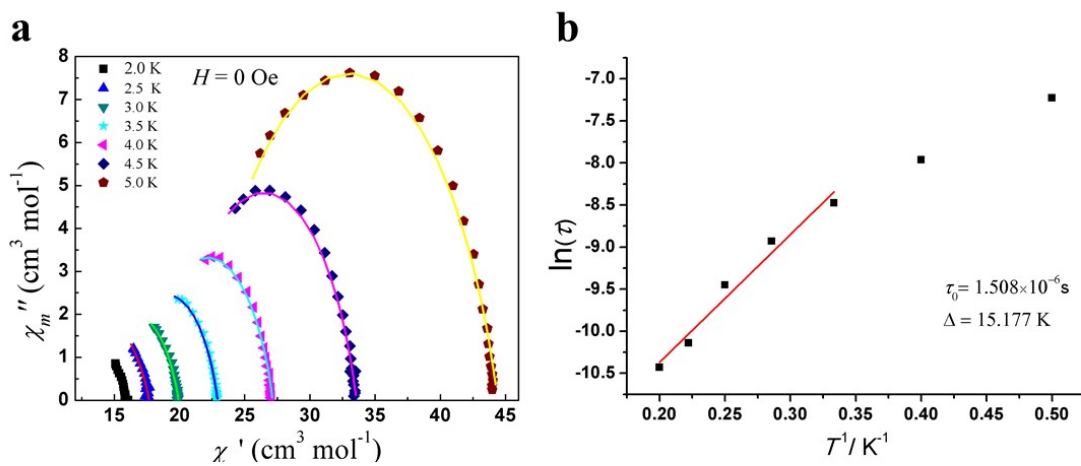 a
8
7
6
5
4
3
2
1
0
χm″ (cm³ mol⁻¹)
2.0 K
2.5 K
3.0 K
3.5 K
4.0 K
4.5 K
5.0 K
H = 0 Oe
15 20 25 30 35 40 45
χ ' (cm³ mol⁻¹)
b
-7.0
-7.5
-8.0
-8.5
-9.0
-9.5
-10.0
-10.5
ln(τ)
τ₀= 1.508×10⁻⁶s
Δ = 15.177 K
0.20 0.25 0.30 0.35 0.40 0.45 0.50
T¹/ K⁻¹